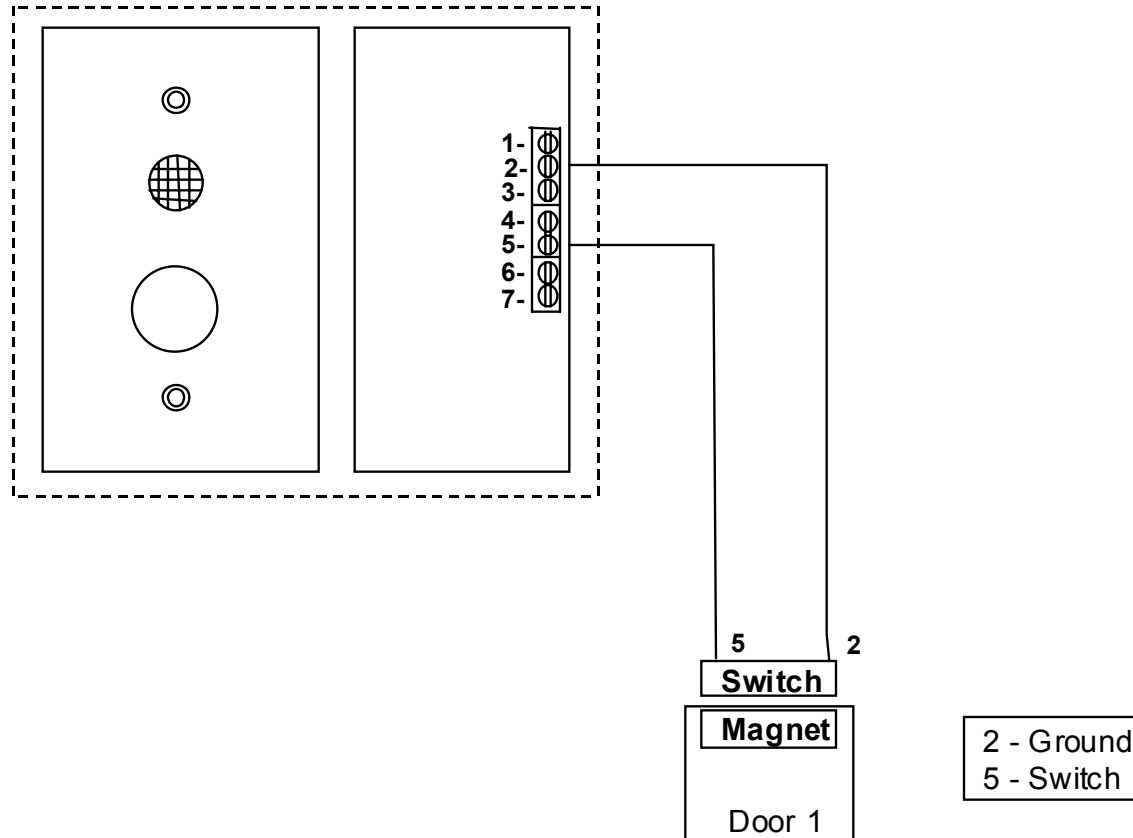 1-
2-
3-
4-
5-
6-
7-
5 2
Switch
Magnet
Door 1
2 - Ground
5 - Switch